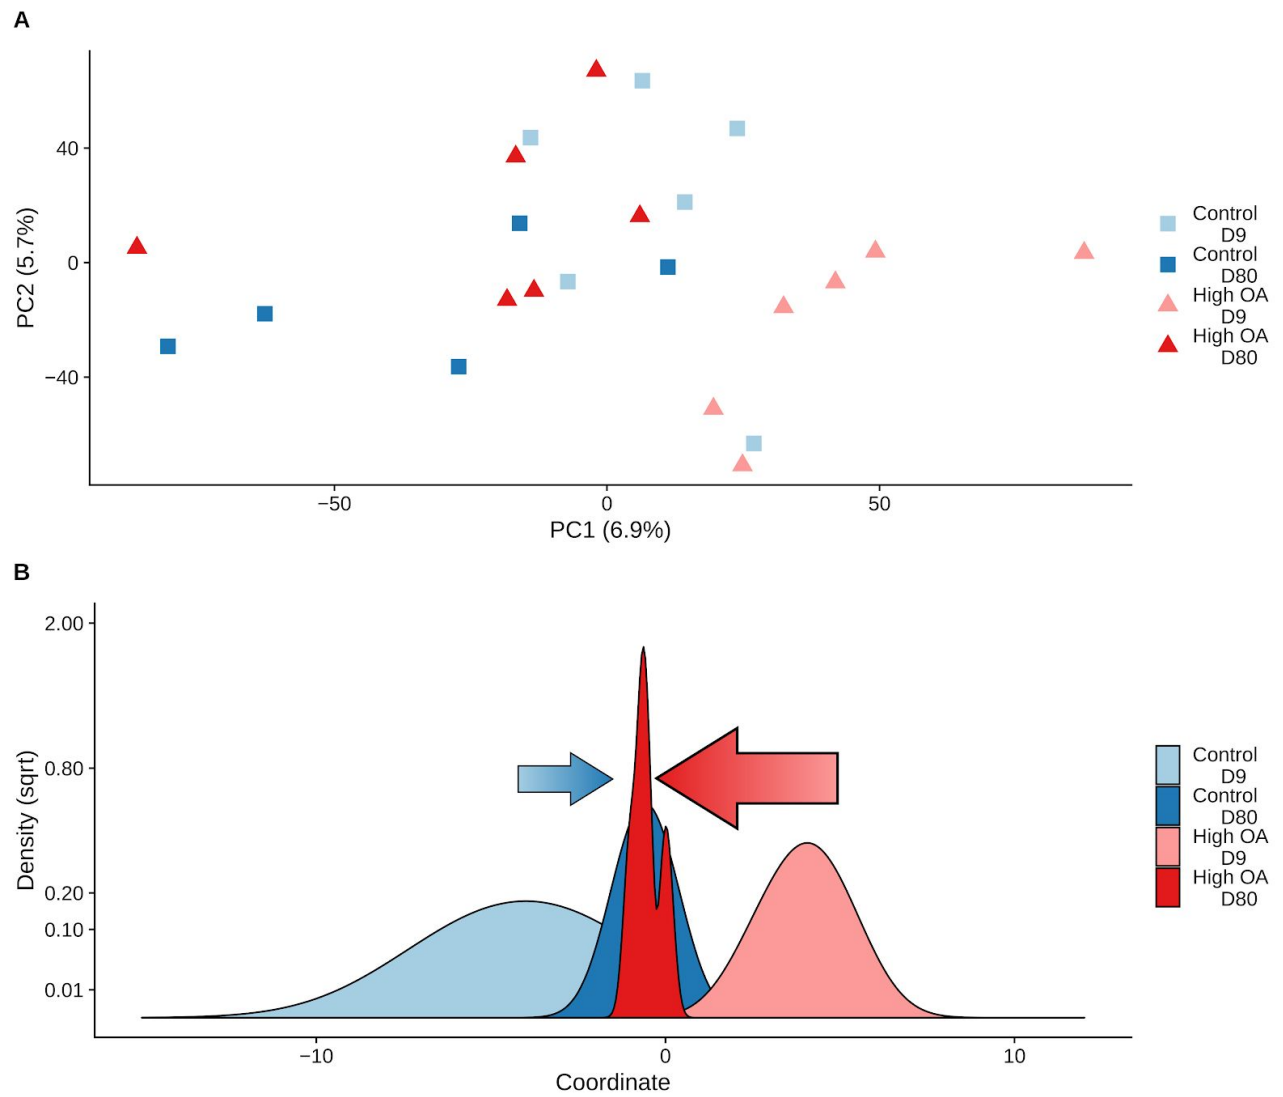 A
40
0
−40
PC2 (5.7%)
−50
0
50
PC1 (6.9%)
Control
D9
Control
D80
High OA
D9
High OA
D80
B
2.00
0.80
0.20
0.10
0.01
Density (sqrt)
−10
0
10
Coordinate
Control
D9
Control
D80
High OA
D9
High OA
D80